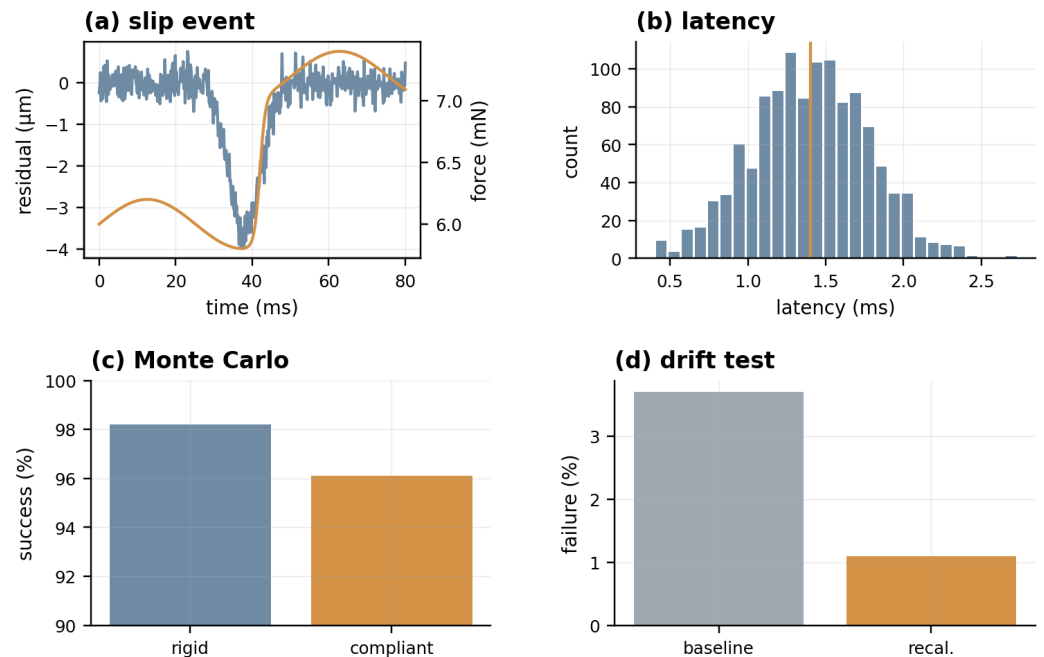 (a) slip event
0
−1
−2
−3
−4
residual (μm)
7.0
6.5
6.0
force (mN)
0 20 40 60 80
time (ms)
(b) latency
100
80
60
40
20
0
count
0.5 1.0 1.5 2.0 2.5
latency (ms)
(c) Monte Carlo
100
98
96
94
92
90
success (%)
rigid compliant
(d) drift test
3
2
1
0
failure (%)
baseline recal.